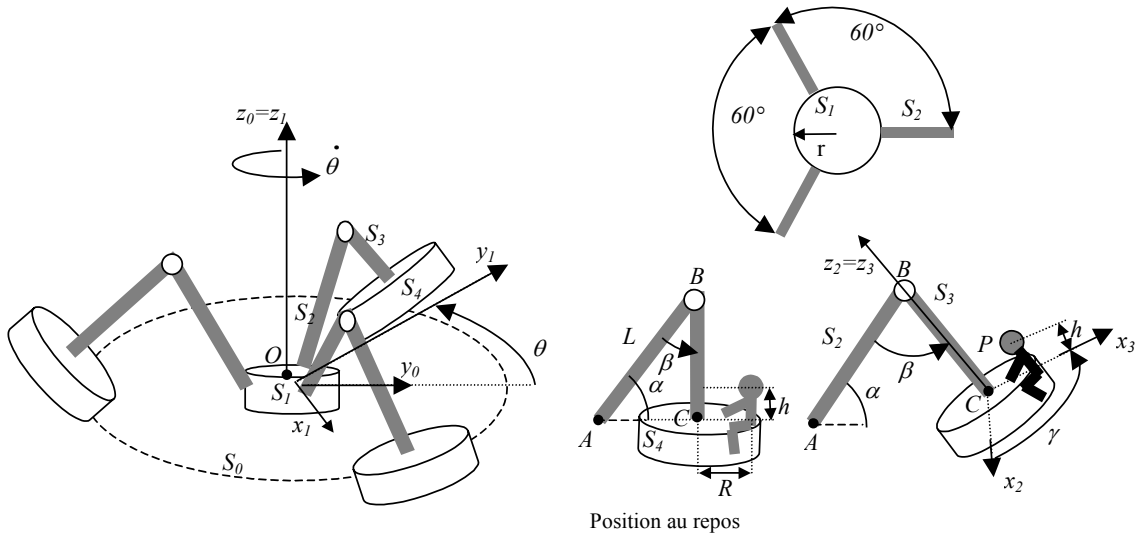 z0=z1
θ̇
S3
y1
S2
S4
O
y0
θ
S1
x1
S0
60°
60°
S1
S2
r
B
L
β
α
h
A
C
S4
R
Position au repos
z2=z3
B
S3
S2
P
h
x3
β
α
C
A
γ
x2